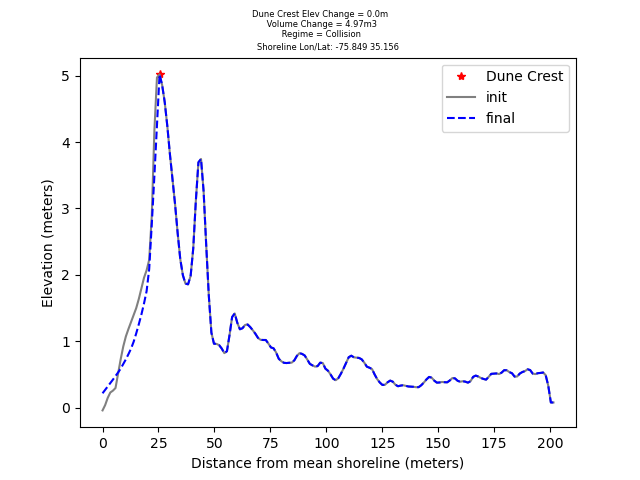 Dune Crest Elev Change = 0.0m
Volume Change = 4.97m3
Regime = Collision
Shoreline Lon/Lat: -75.849 35.156
Dune Crest
init
final
5
4
3
2
1
0
Elevation (meters)
0 25 50 75 100 125 150 175 200
Distance from mean shoreline (meters)